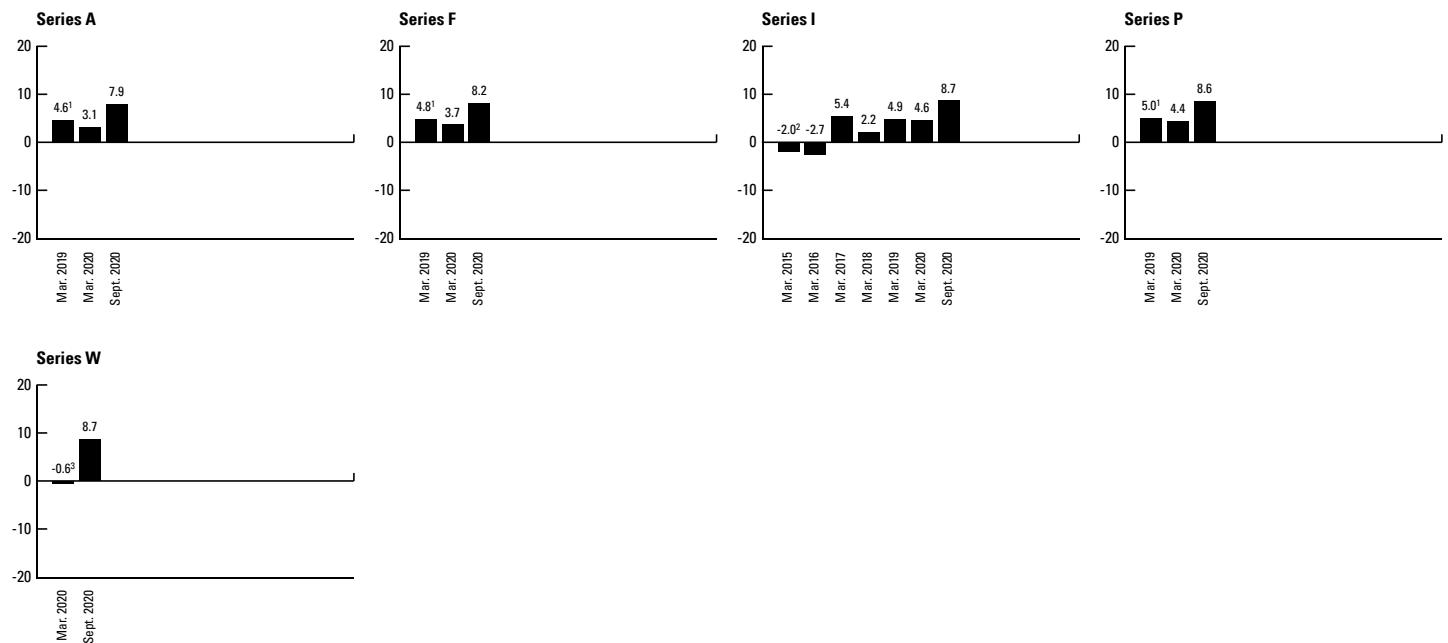 Series A
20
10
0
-10
-20
4.6¹
3.1
7.9
Mar. 2019
Mar. 2020
Sept. 2020
Series F
20
10
0
-10
-20
4.8¹
3.7
8.2
Mar. 2019
Mar. 2020
Sept. 2020
Series I
20
10
0
-10
-20
-2.0²
-2.7
5.4
2.2
4.9
4.6
8.7
Mar. 2015
Mar. 2016
Mar. 2017
Mar. 2018
Mar. 2019
Mar. 2020
Sept. 2020
Series P
20
10
0
-10
-20
5.0¹
4.4
8.6
Mar. 2019
Mar. 2020
Sept. 2020
Series W
20
10
0
-10
-20
-0.6³
8.7
Mar. 2020
Sept. 2020